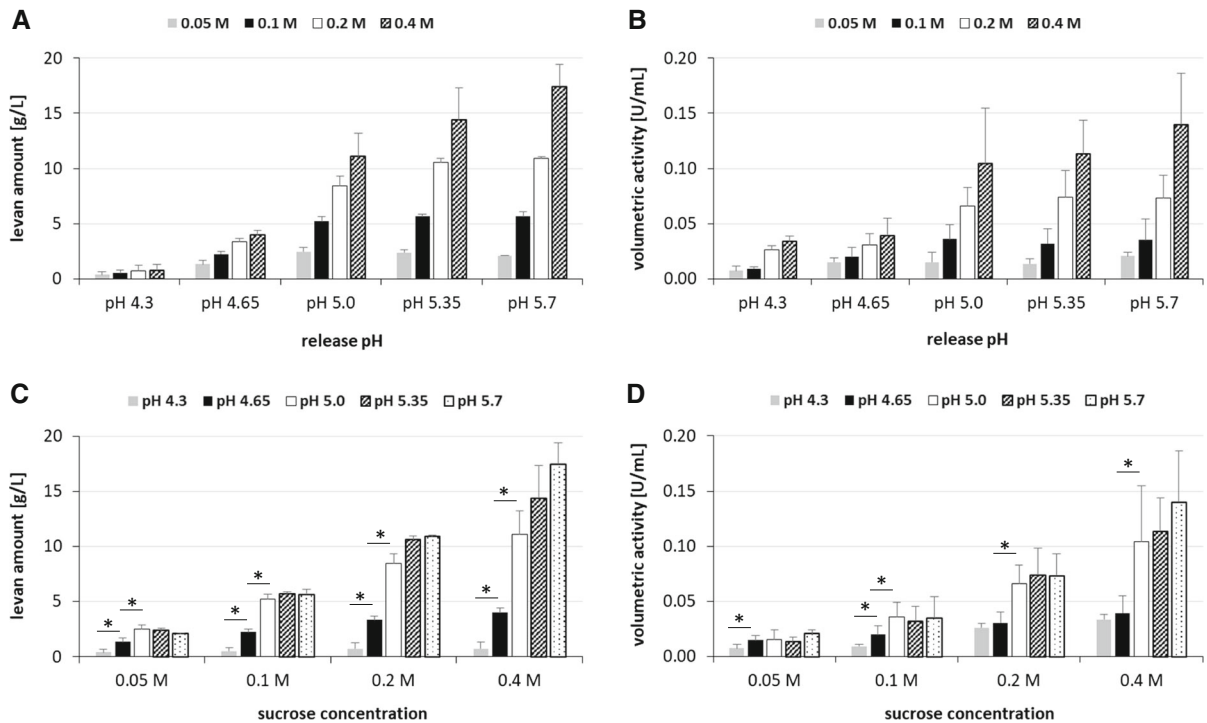 A
0.05 M 0.1 M 0.2 M 0.4 M
levan amount [g/L]
20
15
10
5
0
pH 4.3 pH 4.65 pH 5.0 pH 5.35 pH 5.7
release pH
B
0.05 M 0.1 M 0.2 M 0.4 M
volumetric activity [U/mL]
0.20
0.15
0.10
0.05
0.00
pH 4.3 pH 4.65 pH 5.0 pH 5.35 pH 5.7
release pH
C
pH 4.3 pH 4.65 pH 5.0 pH 5.35 pH 5.7
levan amount [g/L]
20
15
10
5
0
* * * * * * * *
0.05 M 0.1 M 0.2 M 0.4 M
sucrose concentration
D
pH 4.3 pH 4.65 pH 5.0 pH 5.35 pH 5.7
volumetric activity [U/mL]
0.20
0.15
0.10
0.05
0.00
* * * * *
0.05 M 0.1 M 0.2 M 0.4 M
sucrose concentration